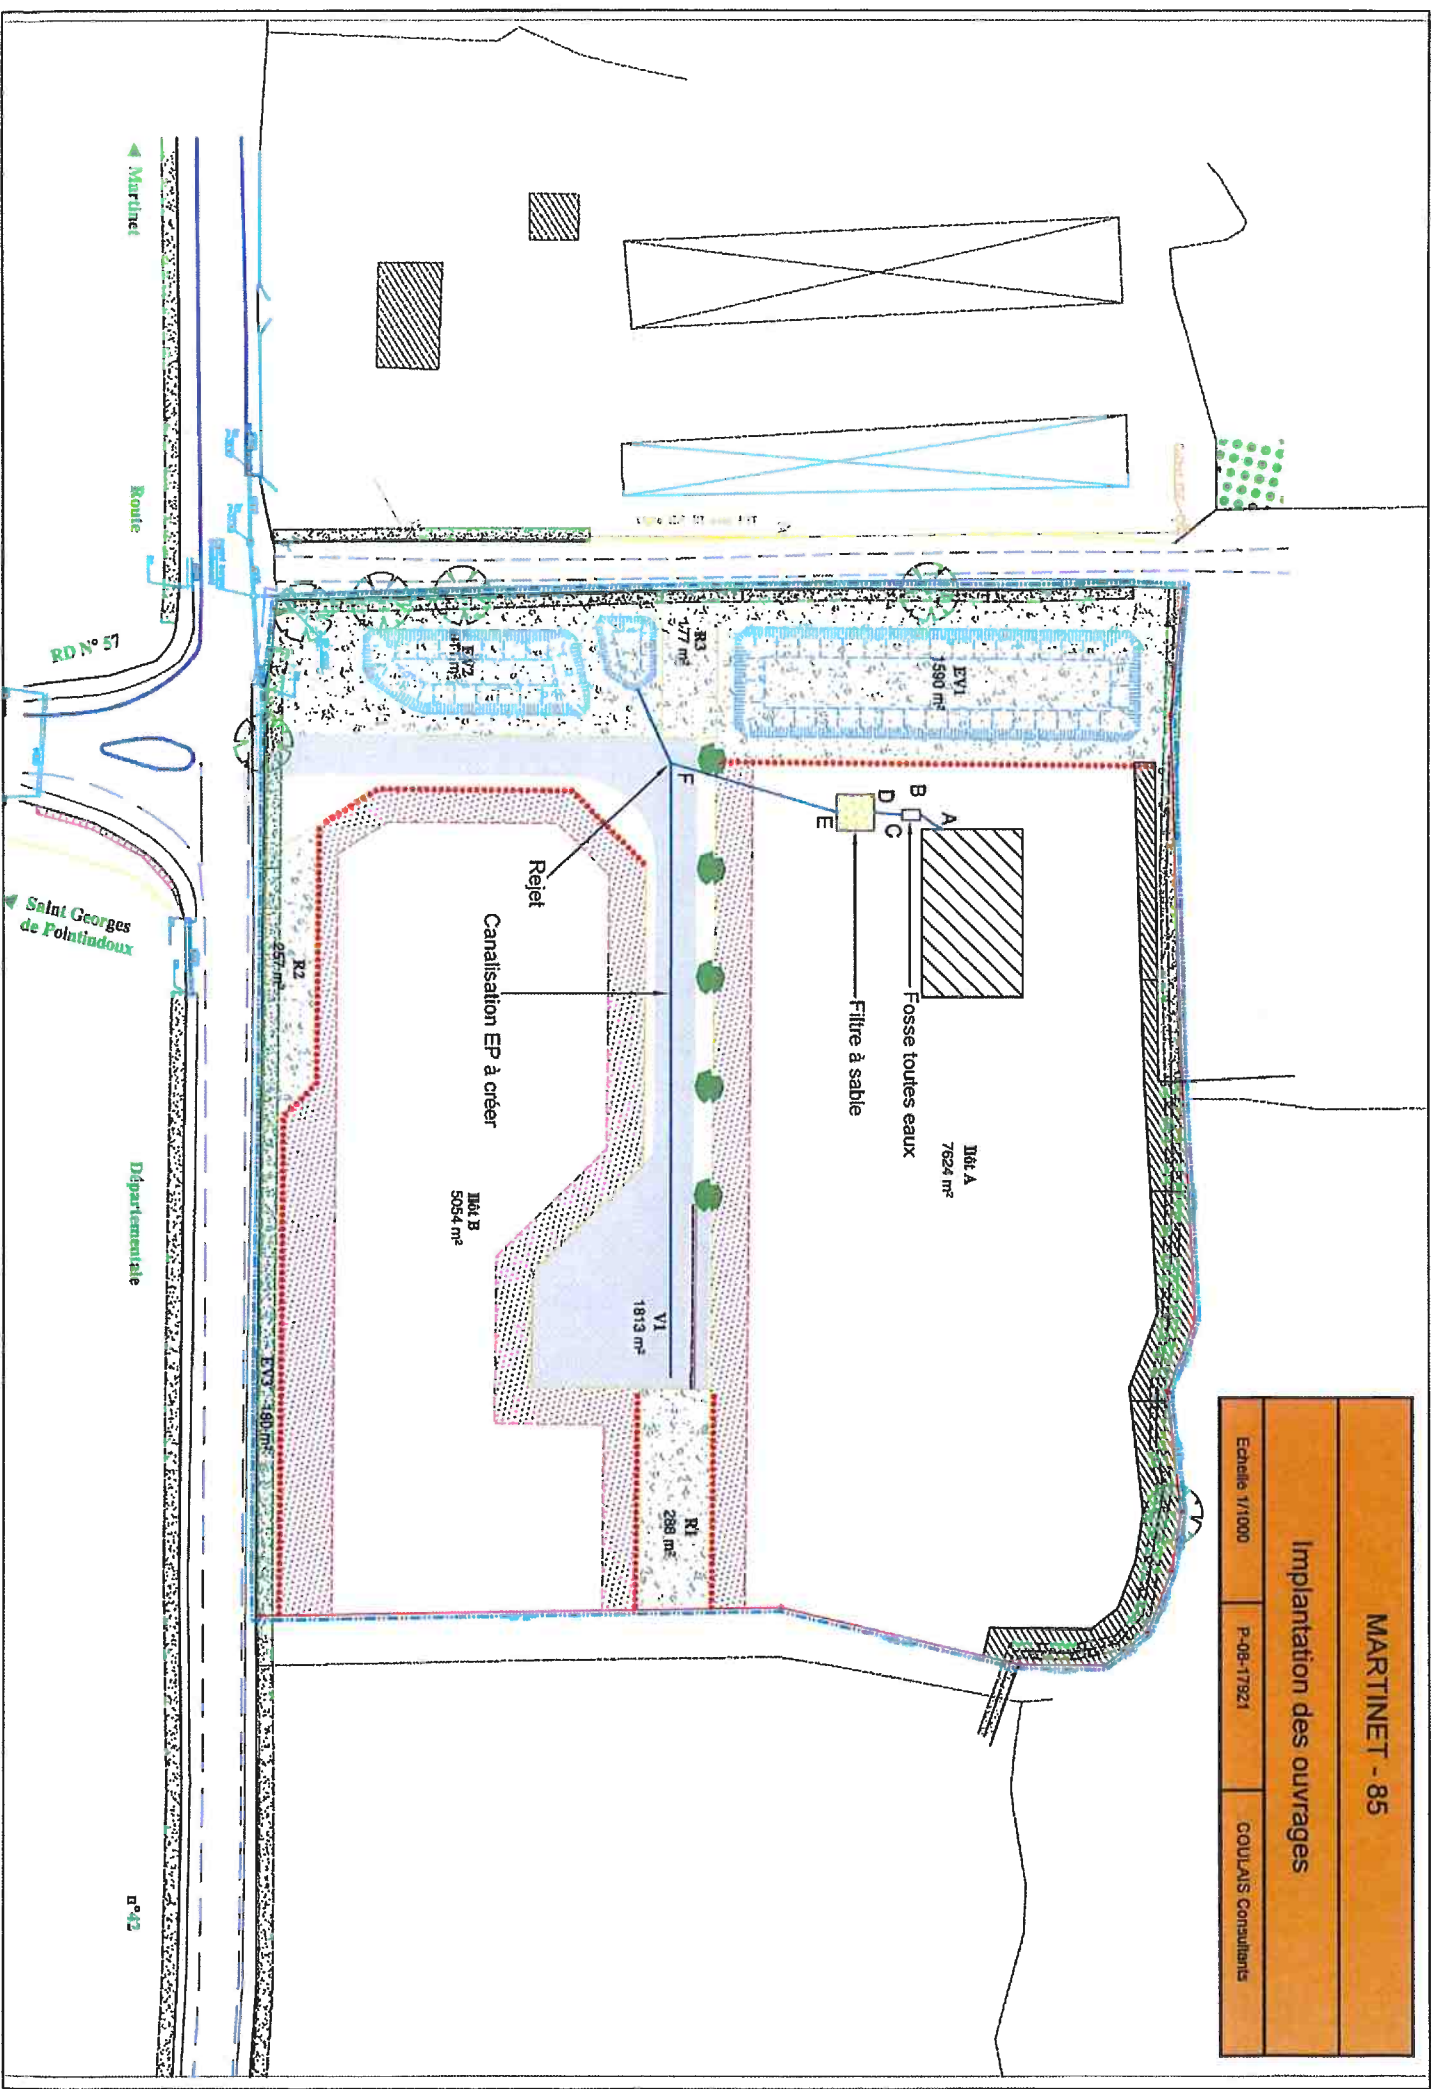 MARTINET - 85
Implantation des ouvrages
Echelle 1/1000
P-08-17921
COULAIS Consultants
EV1
1590 m²
R3
177 m²
EV2
A
B
C
D
E
F
Fosse toutes eaux
Filtre à sable
Ilôt A
7624 m²
Rejet
Canalisation EP à créer
Ilôt B
5054 m²
V1
1813 m²
R1
288 m²
R2
257 m²
EV3 180 m²
Martinet
Route
Départementale
n°42
RD N° 57
Saint Georges
de Pointindoux